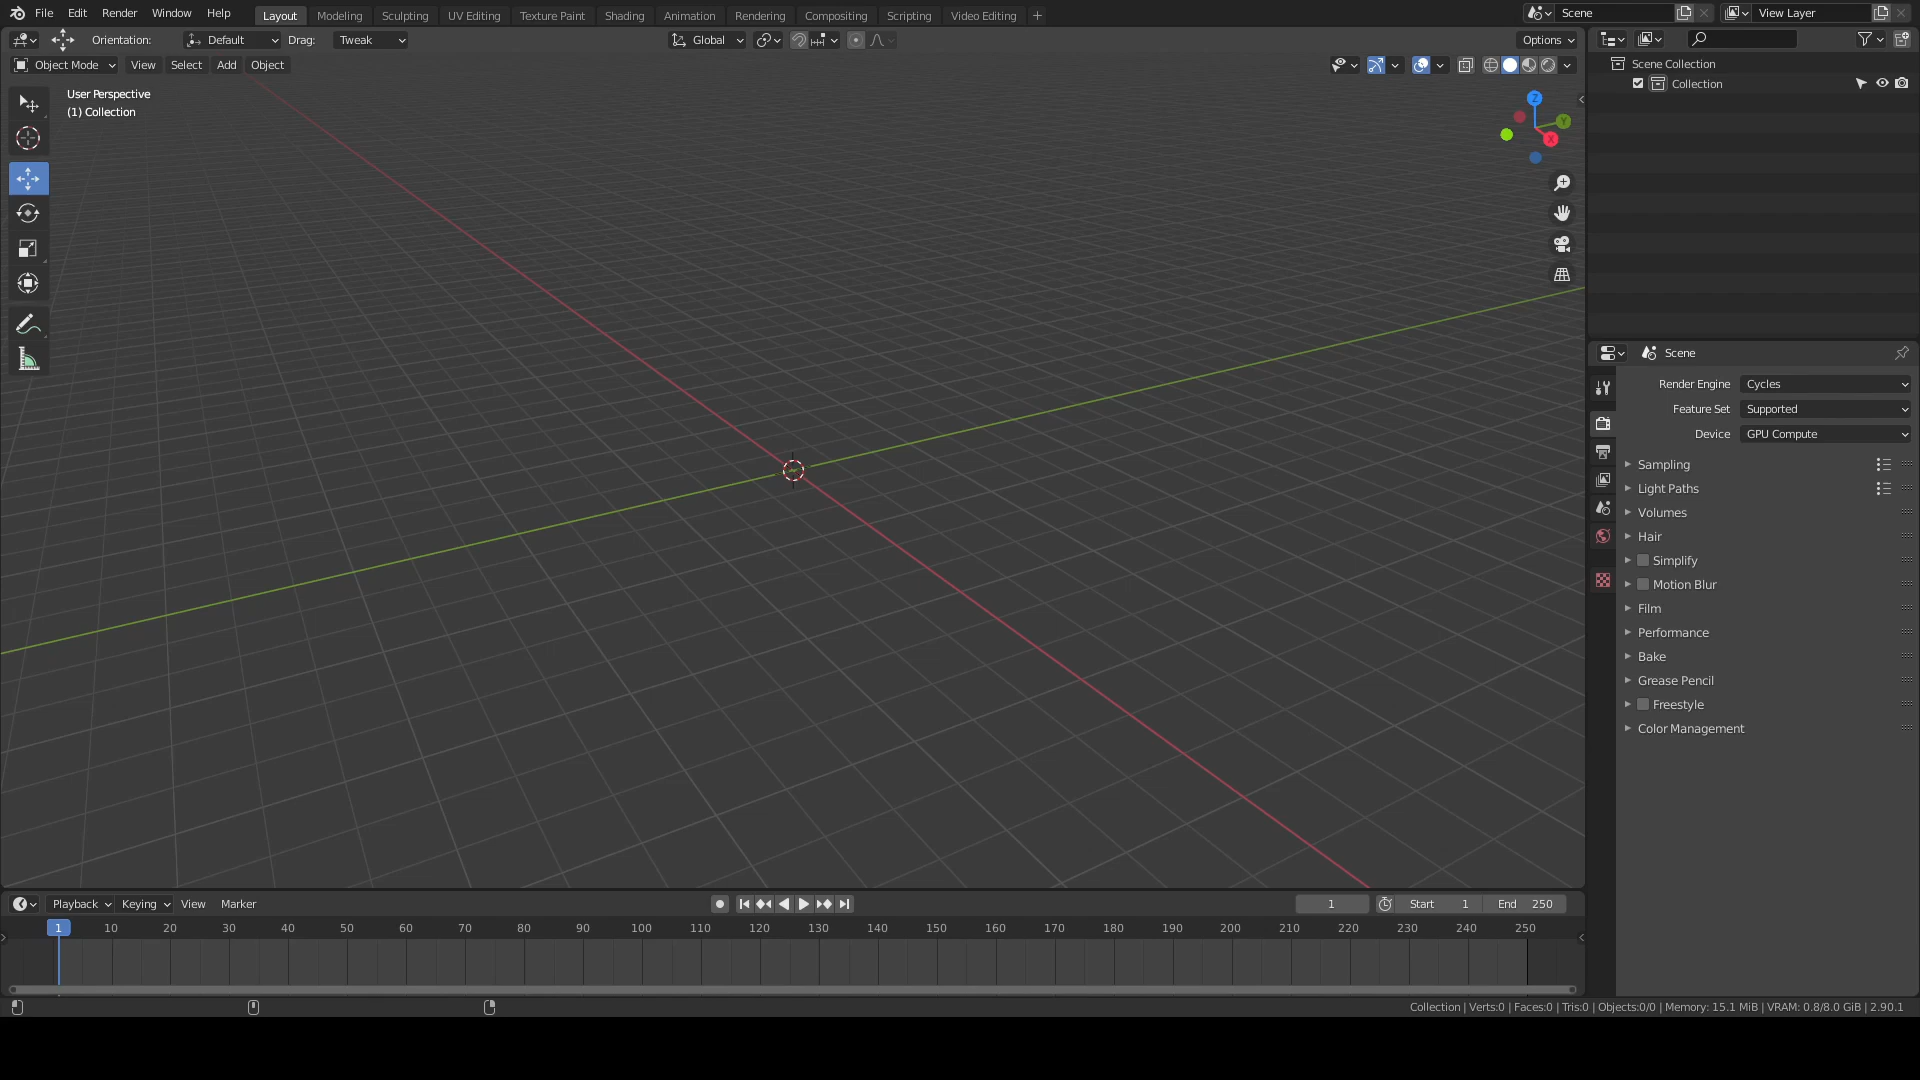 File Edit Render Window Help Layout Modeling Sculpting UV Editing Texture Paint Shading Animation Rendering Compositing Scripting Video Editing + Scene View Layer
Orientation: Default Drag: Tweak Global Options
Object Mode View Select Add Object
User Perspective
(1) Collection
Z
Y
X
Scene Collection
Collection
Scene
Render Engine Cycles
Feature Set Supported
Device GPU Compute
Sampling
Light Paths
Volumes
Hair
Simplify
Motion Blur
Film
Performance
Bake
Grease Pencil
Freestyle
Color Management
Playback Keying View Marker 1 Start 1 End 250
1 10 20 30 40 50 60 70 80 90 100 110 120 130 140 150 160 170 180 190 200 210 220 230 240 250
Collection | Verts:0 | Faces:0 | Tris:0 | Objects:0/0 | Memory: 15.1 MiB | VRAM: 0.8/8.0 GiB | 2.90.1